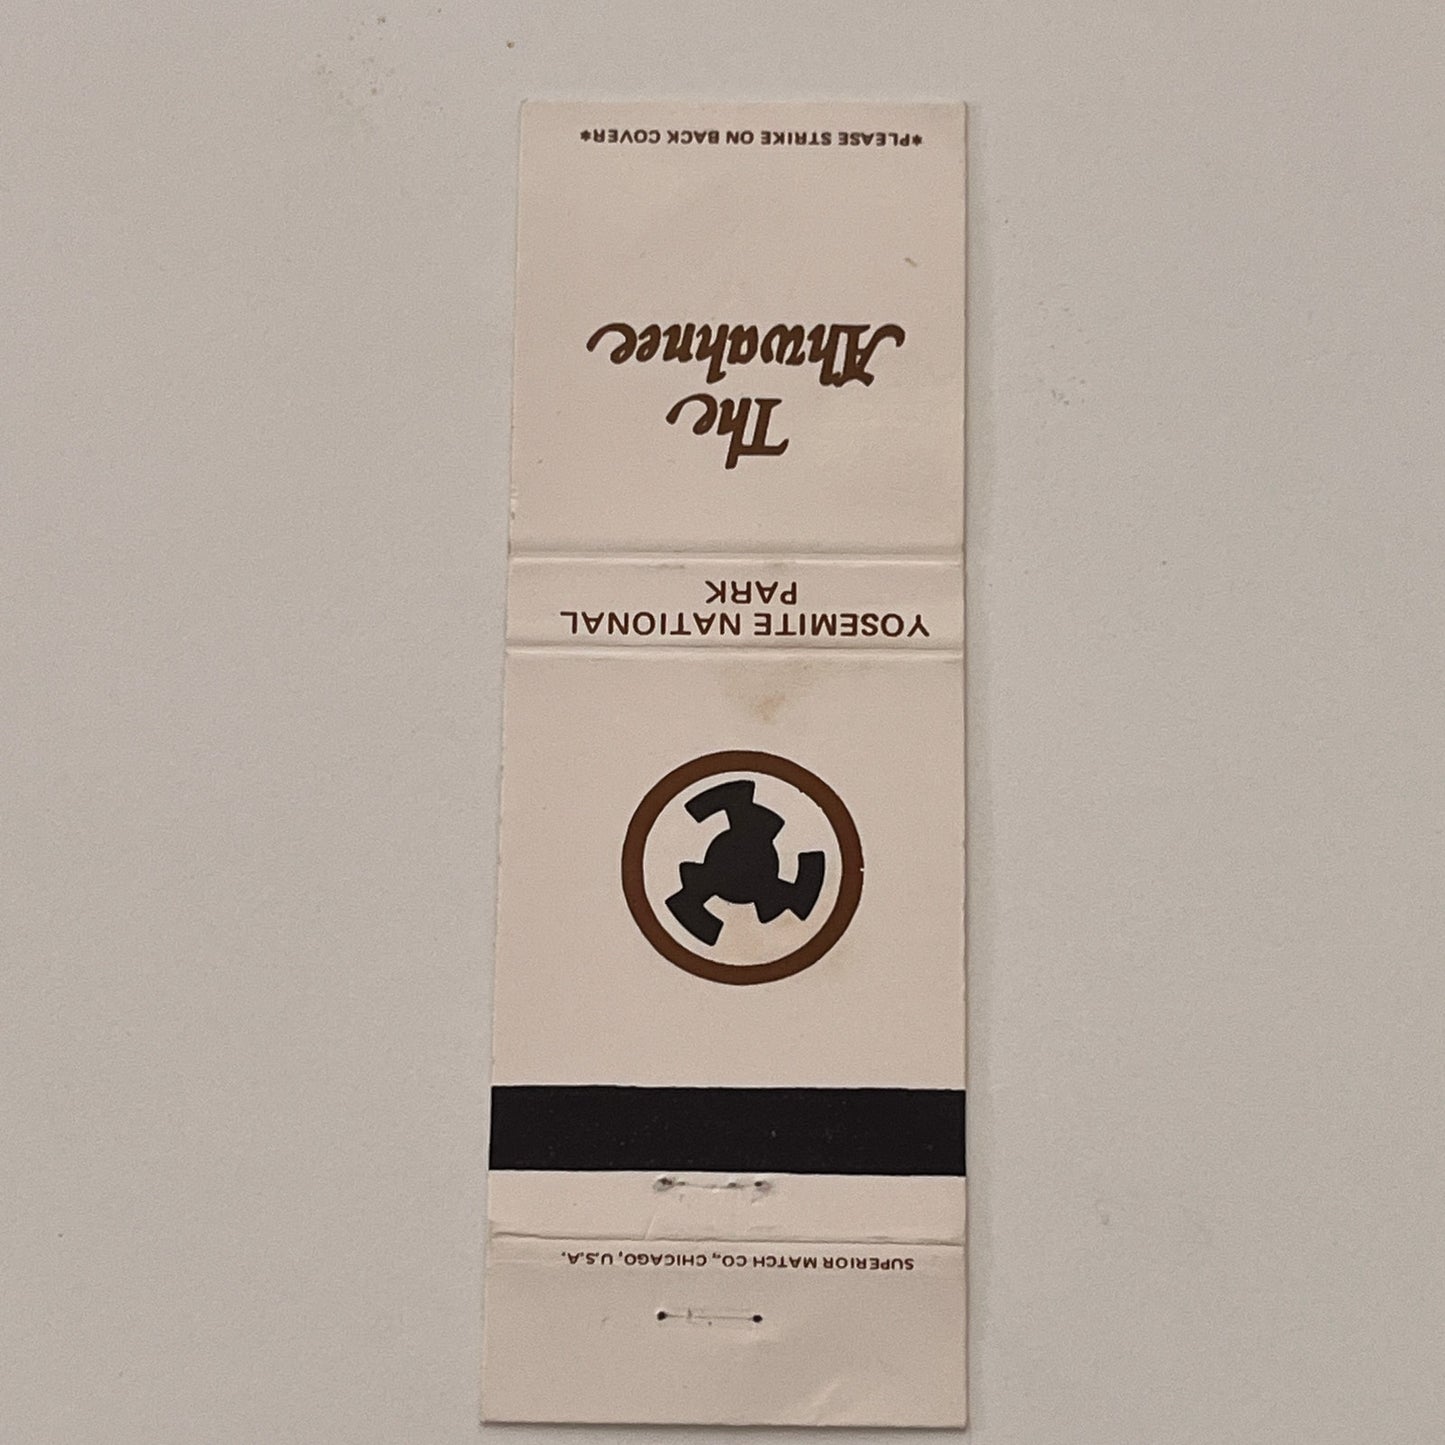 *PLEASE STRIKE ON BACK COVER*
The
Ahwahnee
YOSEMITE NATIONAL
PARK
SUPERIOR MATCH CO., CHICAGO, U.S.A.